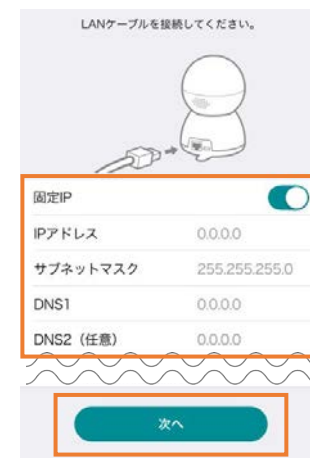 LANケーブルを接続してください。
固定IP
IPアドレス 0.0.0.0
サブネットマスク 255.255.255.0
DNS1 0.0.0.0
DNS2（任意） 0.0.0.0
次へ